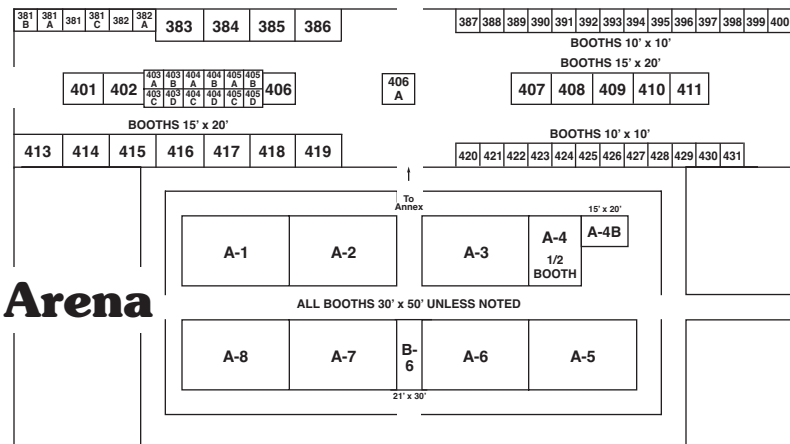 381 B 381 A 381 381 C 382 382 A 383 384 385 386
387 388 389 390 391 392 393 394 395 396 397 398 399 400
BOOTHS 10' x 10'
BOOTHS 15' x 20'
401 402 403 A 403 B 404 A 404 B 405 A 405 B 406
403 C 403 D 404 C 404 D 405 C 405 D
406 A
407 408 409 410 411
BOOTHS 15' x 20'
BOOTHS 10' x 10'
413 414 415 416 417 418 419
420 421 422 423 424 425 426 427 428 429 430 431
To
Annex
15' x 20'
A-1 A-2 A-3 A-4 A-4B
1/2
BOOTH
Arena
ALL BOOTHS 30' x 50' UNLESS NOTED
A-8 A-7 B-6 A-6 A-5
21' x 30'